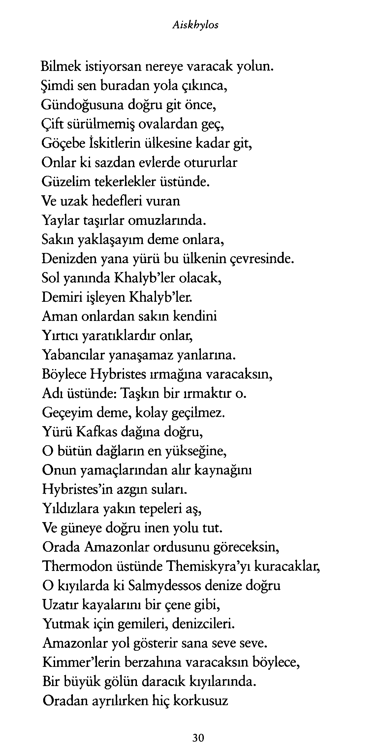 Aiskhylos
Bilmek istiyorsan nereye varacak yolun.
Şimdi sen buradan yola çıkınca,
Gündoğusuna doğru git önce,
Çift sürülmemiş ovalardan geç,
Göçebe İskitlerin ülkesine kadar git,
Onlar ki sazdan evlerde otururlar
Güzelim tekerlekler üstünde.
Ve uzak hedefleri vuran
Yaylar taşırlar omuzlarında.
Sakın yaklaşayım deme onlara,
Denizden yana yürü bu ülkenin çevresinde.
Sol yanında Khalyb'ler olacak,
Demiri işleyen Khalyb'ler.
Aman onlardan sakın kendini
Yırtıcı yaratıklardır onlar,
Yabancılar yanaşamaz yanlarına.
Böylece Hybristes ırmağına varacaksın,
Adı üstünde: Taşkın bir ırmaktır o.
Geçeyim deme, kolay geçilmez.
Yürü Kafkas dağına doğru,
O bütün dağların en yükseğine,
Onun yamaçlarından alır kaynağını
Hybristes'in azgın suları.
Yıldızlara yakın tepeleri aş,
Ve güneye doğru inen yolu tut.
Orada Amazonlar ordusunu göreceksin,
Thermodon üstünde Themiskyra'yı kuracaklar,
O kıyılarda ki Salmydessos denize doğru
Uzatır kayalarını bir çene gibi,
Yutmak için gemileri, denizcileri.
Amazonlar yol gösterir sana seve seve.
Kimmer'lerin berzahına varacaksın böylece,
Bir büyük gölün daracık kıyılarında.
Oradan ayrılırken hiç korkusuz
30